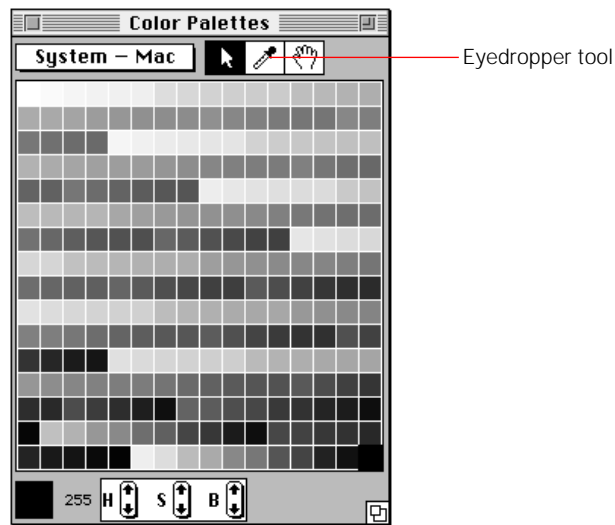 Color Palettes
System – Mac
Eyedropper tool
255 H S B